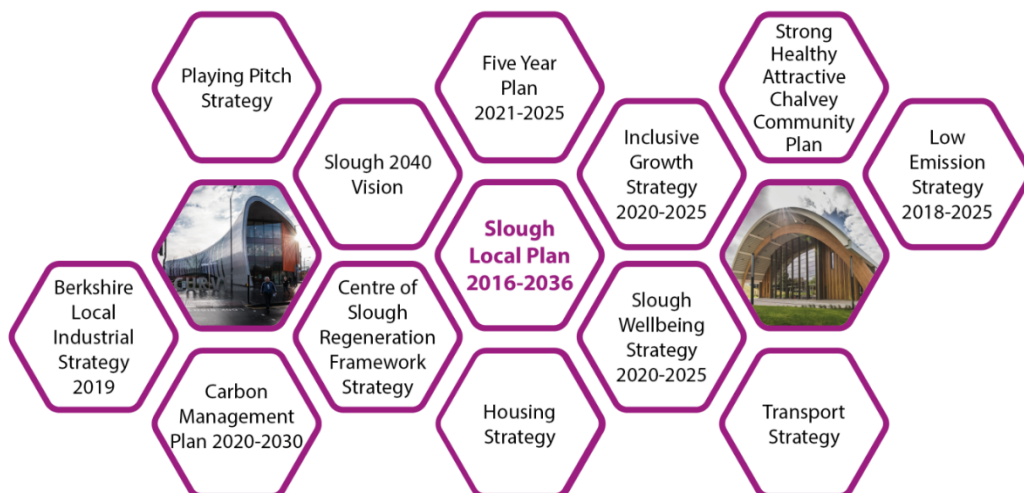 Playing Pitch
Strategy
Five Year
Plan
2021-2025
Strong
Healthy
Attractive
Chalvey
Community
Plan
Slough 2040
Vision
Inclusive
Growth
Strategy
2020-2025
Low
Emission
Strategy
2018-2025
Slough
Local Plan
2016-2036
Berkshire
Local
Industrial
Strategy
2019
Centre of
Slough
Regeneration
Framework
Strategy
Slough
Wellbeing
Strategy
2020-2025
Carbon
Management
Plan 2020-2030
Housing
Strategy
Transport
Strategy